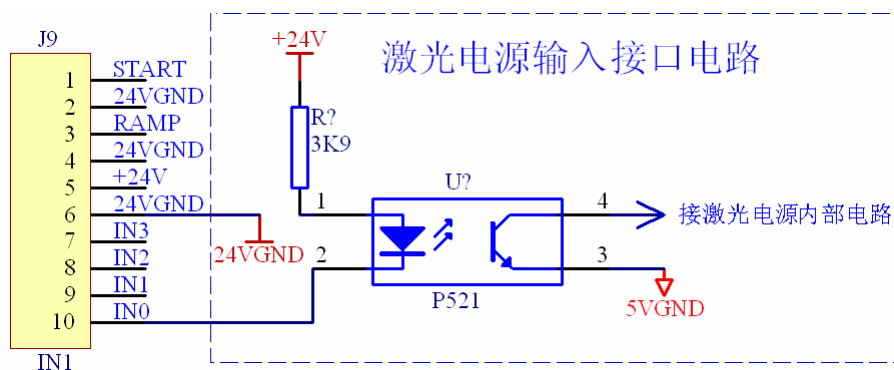 J9
1 START
2 24VGND
3 RAMP
4 24VGND
5 +24V
6 24VGND
7 IN3
8 IN2
9 IN1
10 IN0
IN1
激光电源输入接口电路
+24V
R?
3K9
24VGND
1
2
U?
P521
4
3
接激光电源内部电路
5VGND